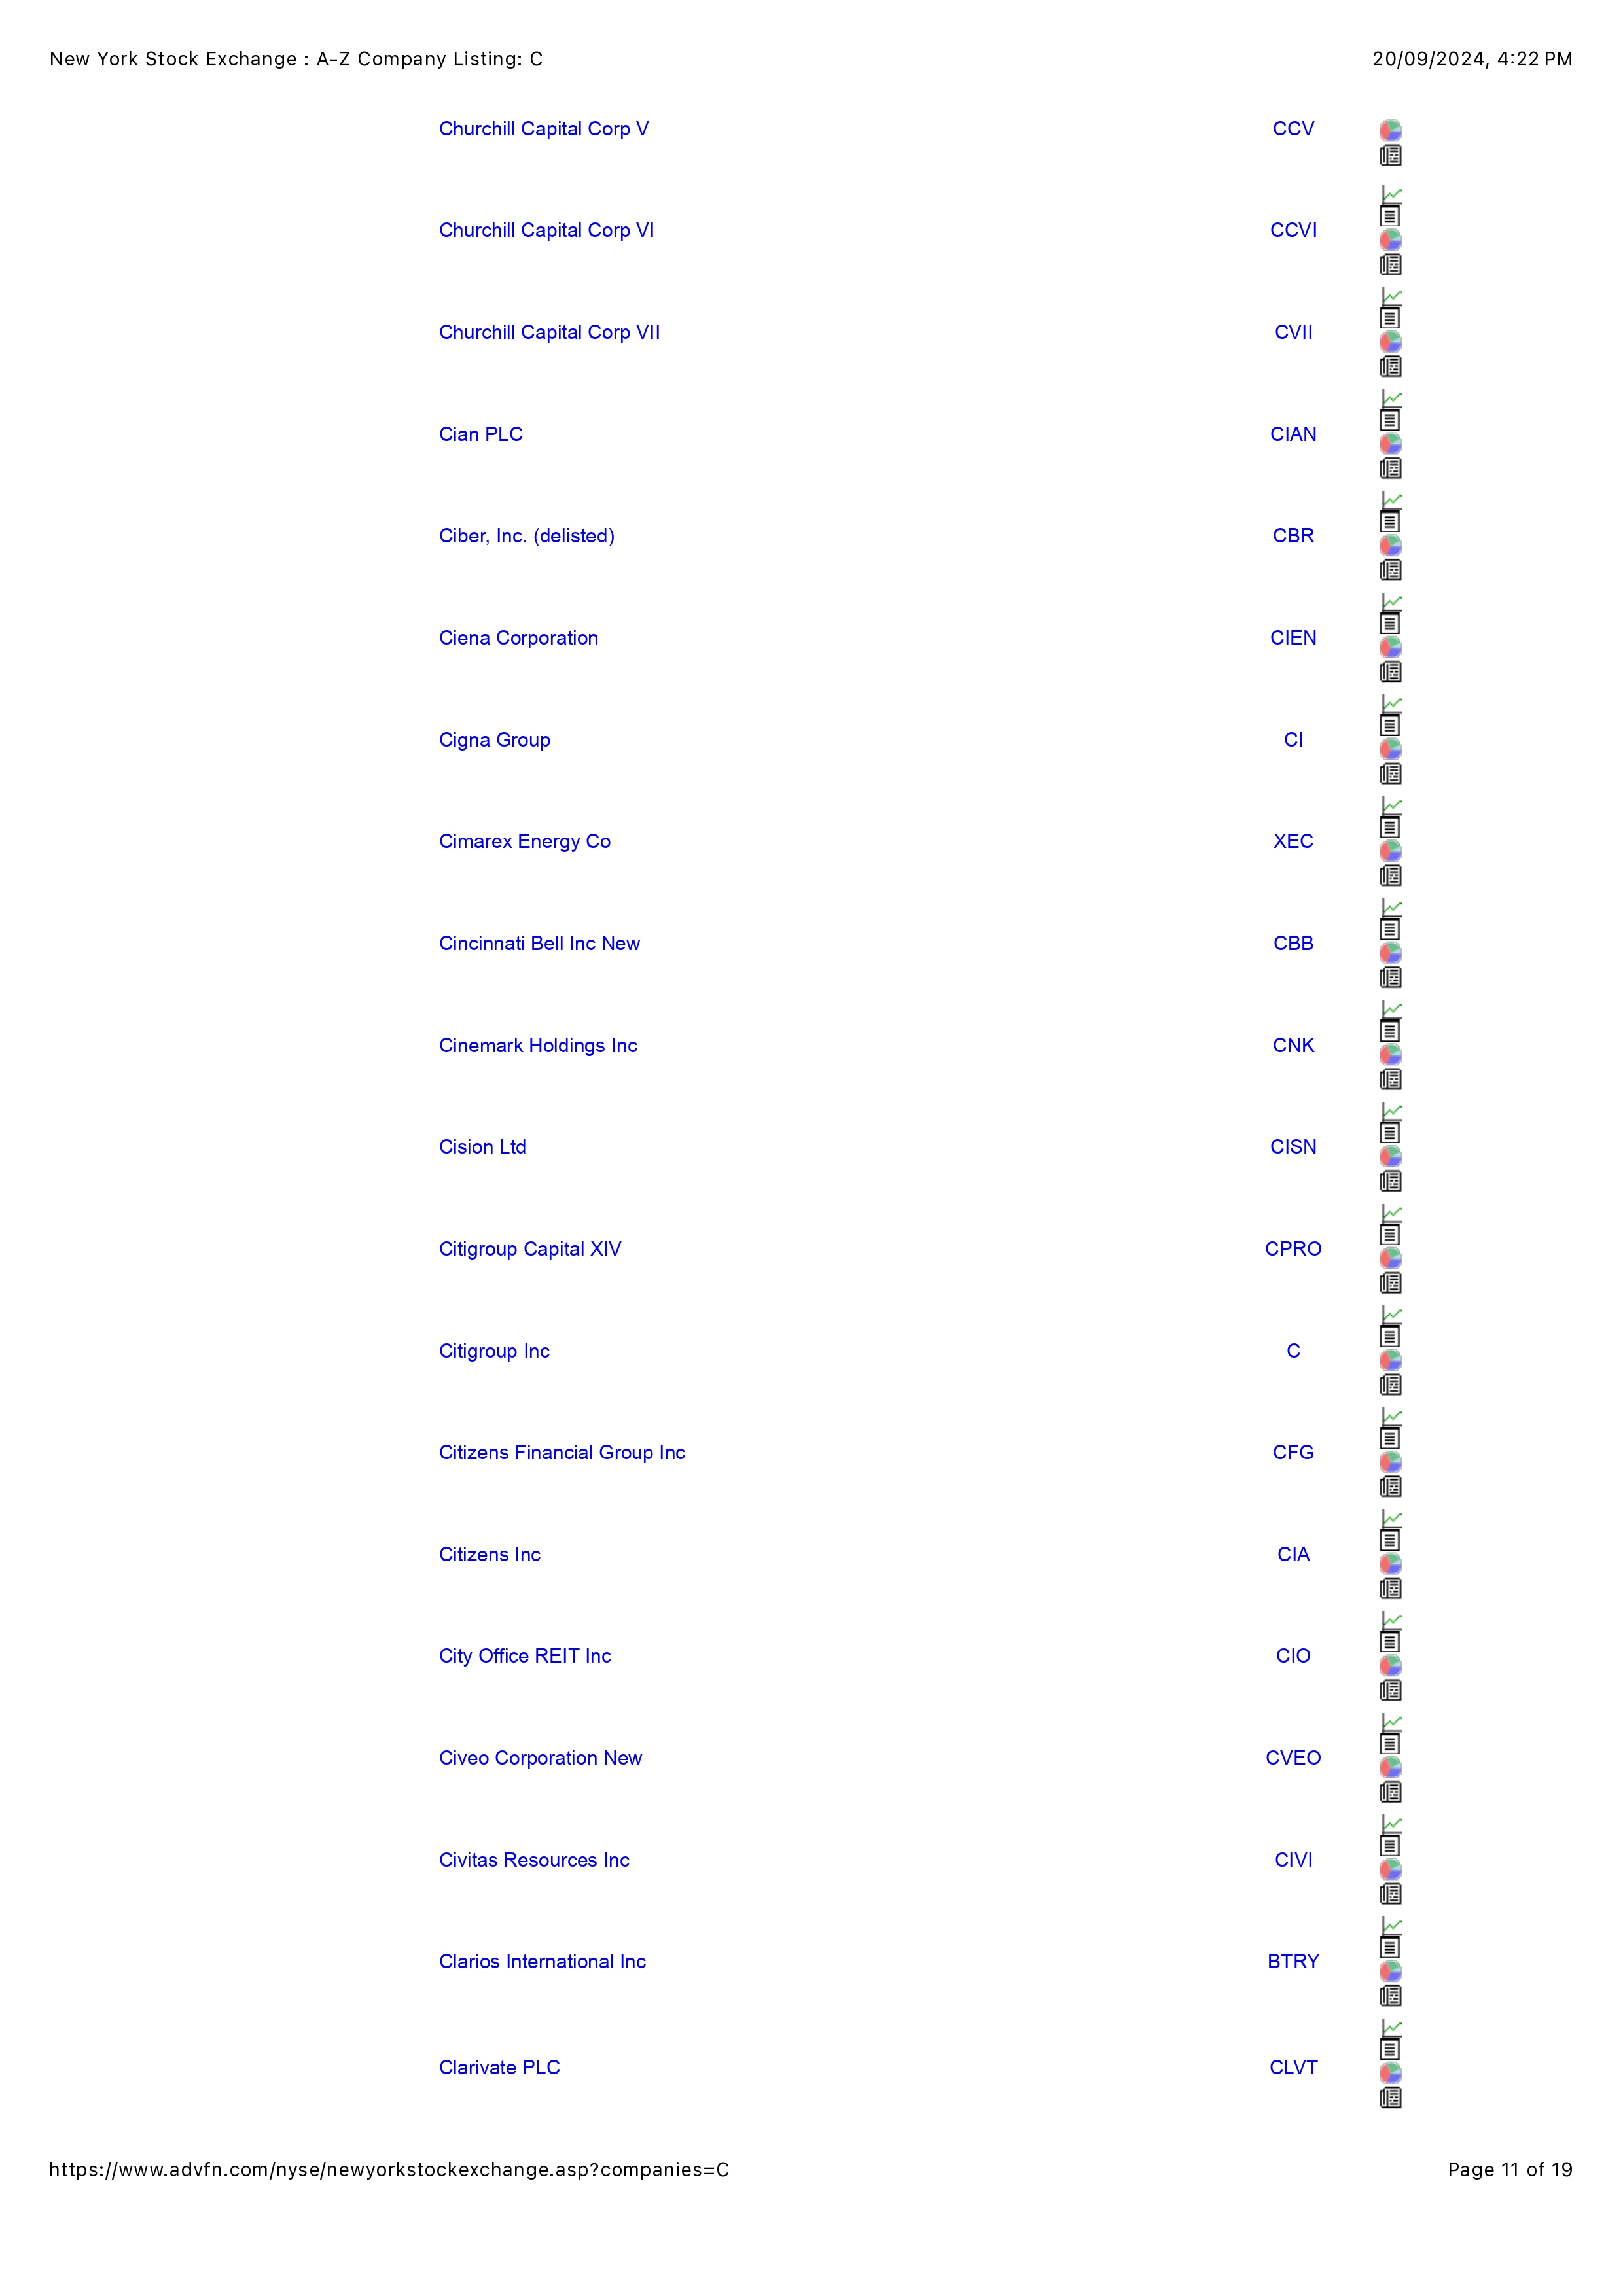 New York Stock Exchange : A-Z Company Listing: C 20/09/2024, 4:22 PM
Churchill Capital Corp V CCV
Churchill Capital Corp VI CCVI
Churchill Capital Corp VII CVII
Cian PLC CIAN
Ciber, Inc. (delisted) CBR
Ciena Corporation CIEN
Cigna Group CI
Cimarex Energy Co XEC
Cincinnati Bell Inc New CBB
Cinemark Holdings Inc CNK
Cision Ltd CISN
Citigroup Capital XIV CPRO
Citigroup Inc C
Citizens Financial Group Inc CFG
Citizens Inc CIA
City Office REIT Inc CIO
Civeo Corporation New CVEO
Civitas Resources Inc CIVI
Clarios International Inc BTRY
Clarivate PLC CLVT
https://www.advfn.com/nyse/newyorkstockexchange.asp?companies=C Page 11 of 19